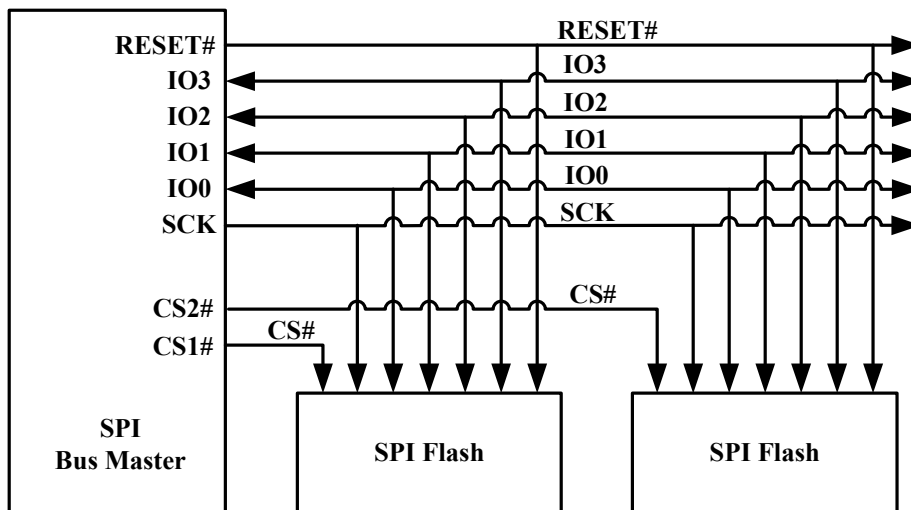 RESET#
RESET#
IO3
IO3
IO2
IO2
IO1
IO1
IO0
IO0
SCK
SCK
CS2#
CS#
CS1#
CS#
SPI
Bus Master
SPI Flash
SPI Flash